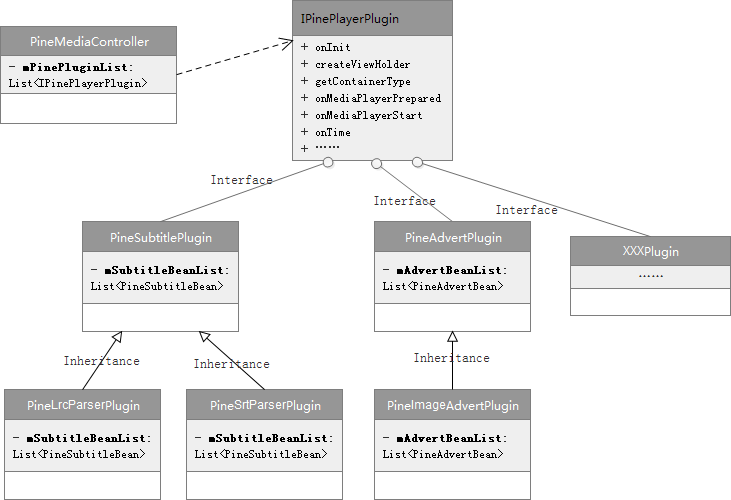 IPinePlayerPlugin
+ onInit
+ createViewHolder
+ getContainerType
+ onMediaPlayerPrepared
+ onMediaPlayerStart
+ onTime
+ ……
PineMediaController
- mPinePluginList:
List<IPinePlayerPlugin>
Interface
Interface
Interface
PineSubtitlePlugin
- mSubtitleBeanList:
List<PineSubtitleBean>
PineAdvertPlugin
- mAdvertBeanList:
List<PineAdvertBean>
XXXPlugin
……
Inheritance
Inheritance
Inheritance
PineLrcParserPlugin
- mSubtitleBeanList:
List<PineSubtitleBean>
PineSrtParserPlugin
- mSubtitleBeanList:
List<PineSubtitleBean>
PineImageAdvertPlugin
- mAdvertBeanList:
List<PineAdvertBean>